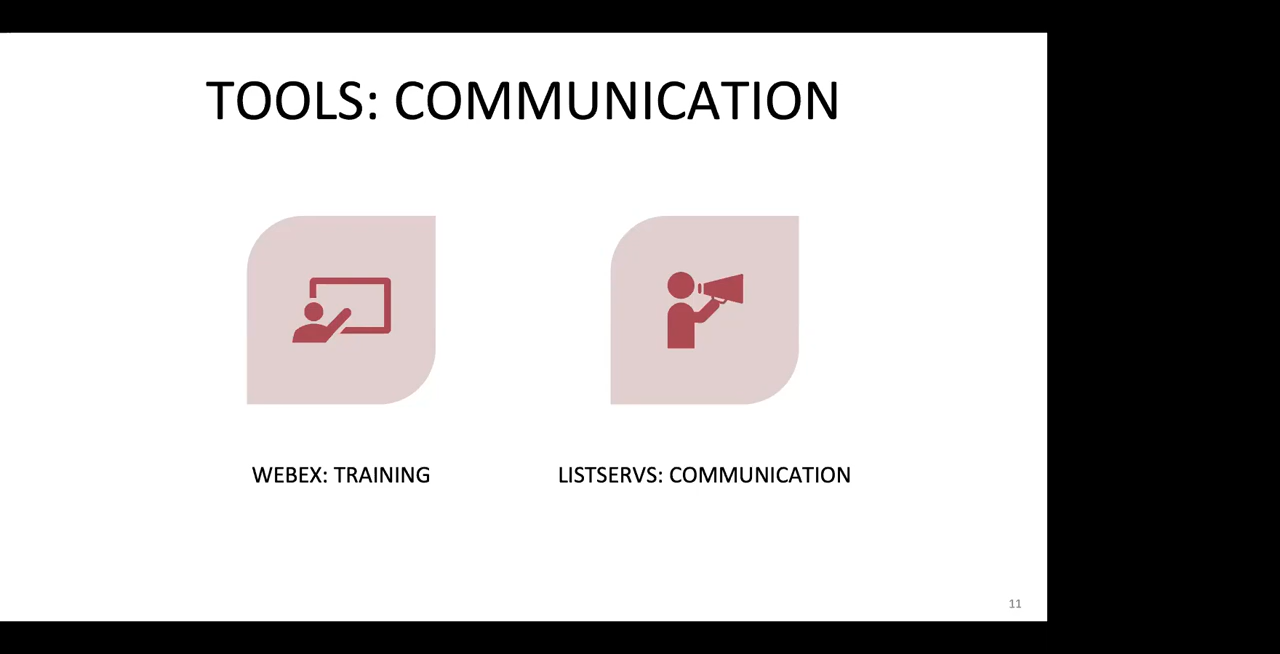 TOOLS: COMMUNICATION
WEBEX: TRAINING
LISTSERVS: COMMUNICATION
11